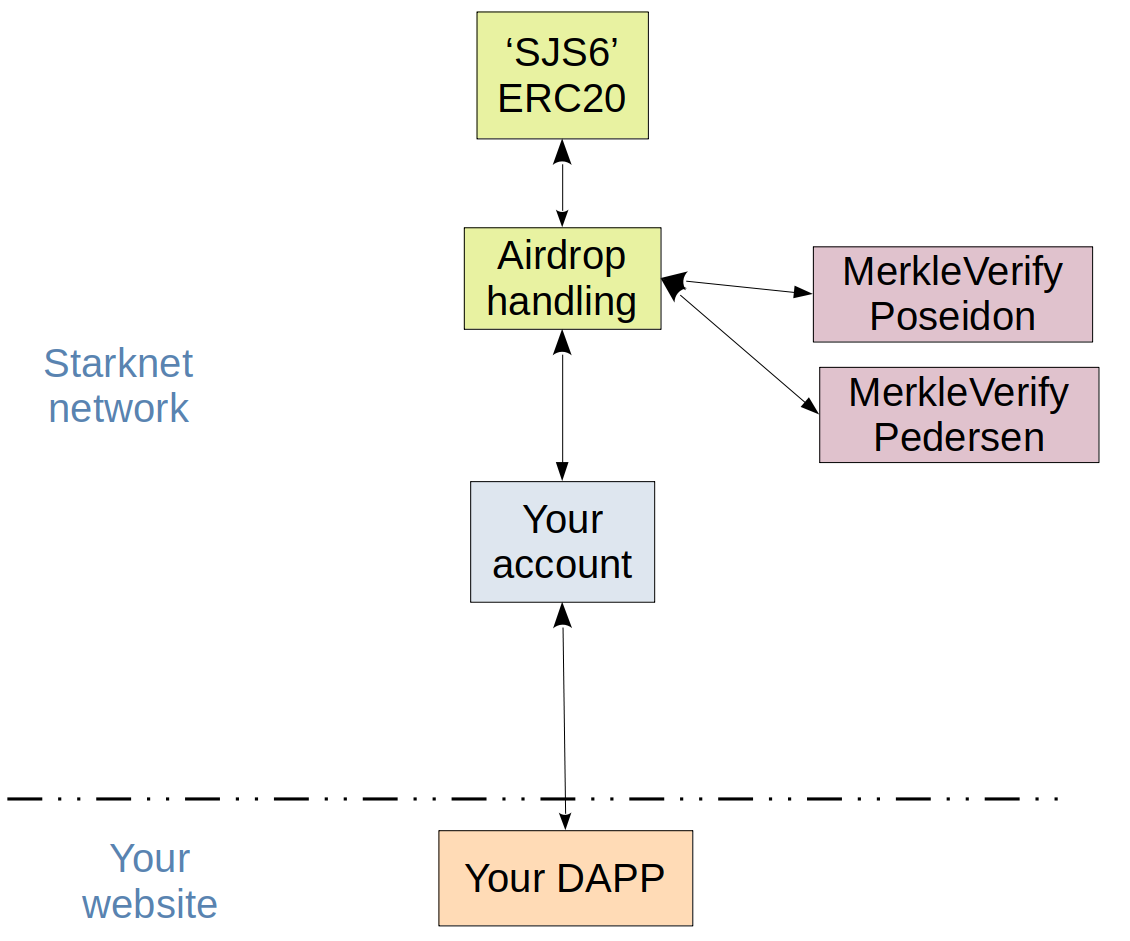 ‘SJS6’
ERC20
Airdrop
handling
MerkleVerify
Poseidon
MerkleVerify
Pedersen
Starknet
network
Your
account
Your
website
Your DAPP